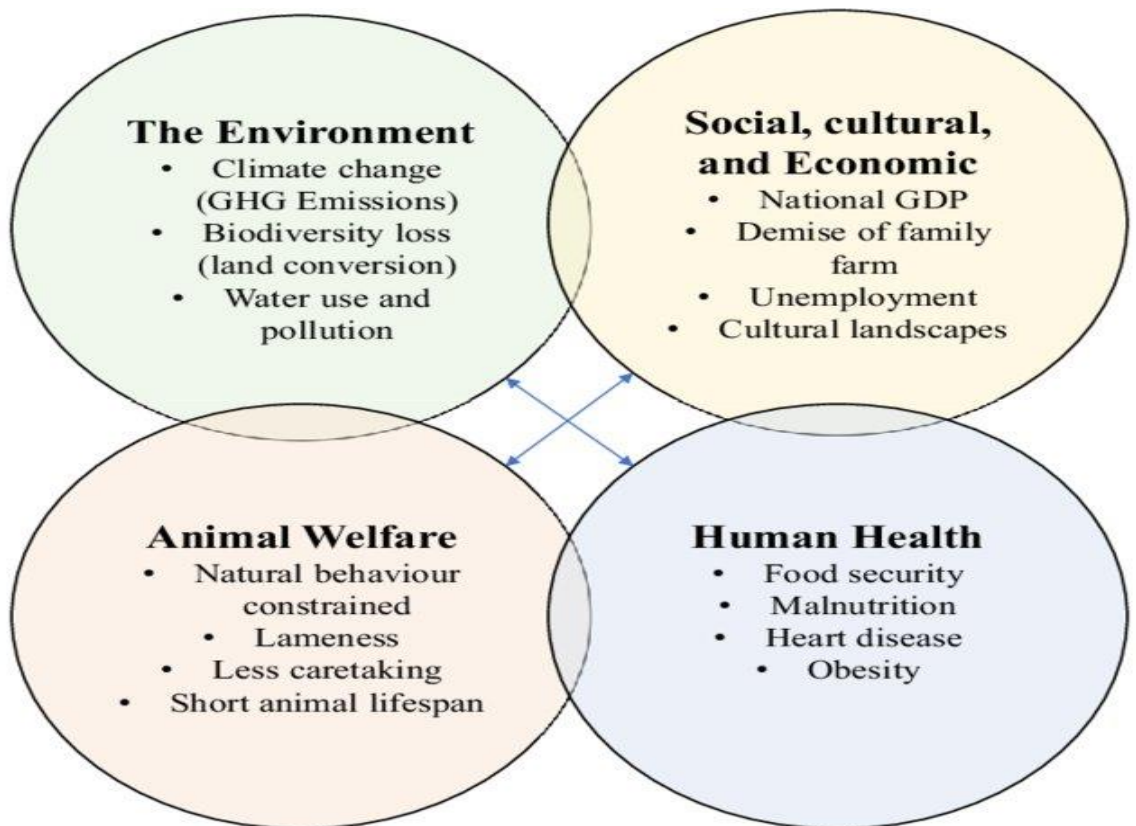 The Environment
• Climate change
(GHG Emissions)
• Biodiversity loss
(land conversion)
• Water use and
pollution
Social, cultural,
and Economic
• National GDP
• Demise of family
farm
• Unemployment
• Cultural landscapes
Animal Welfare
• Natural behaviour
constrained
• Lameness
• Less caretaking
• Short animal lifespan
Human Health
• Food security
• Malnutrition
• Heart disease
• Obesity